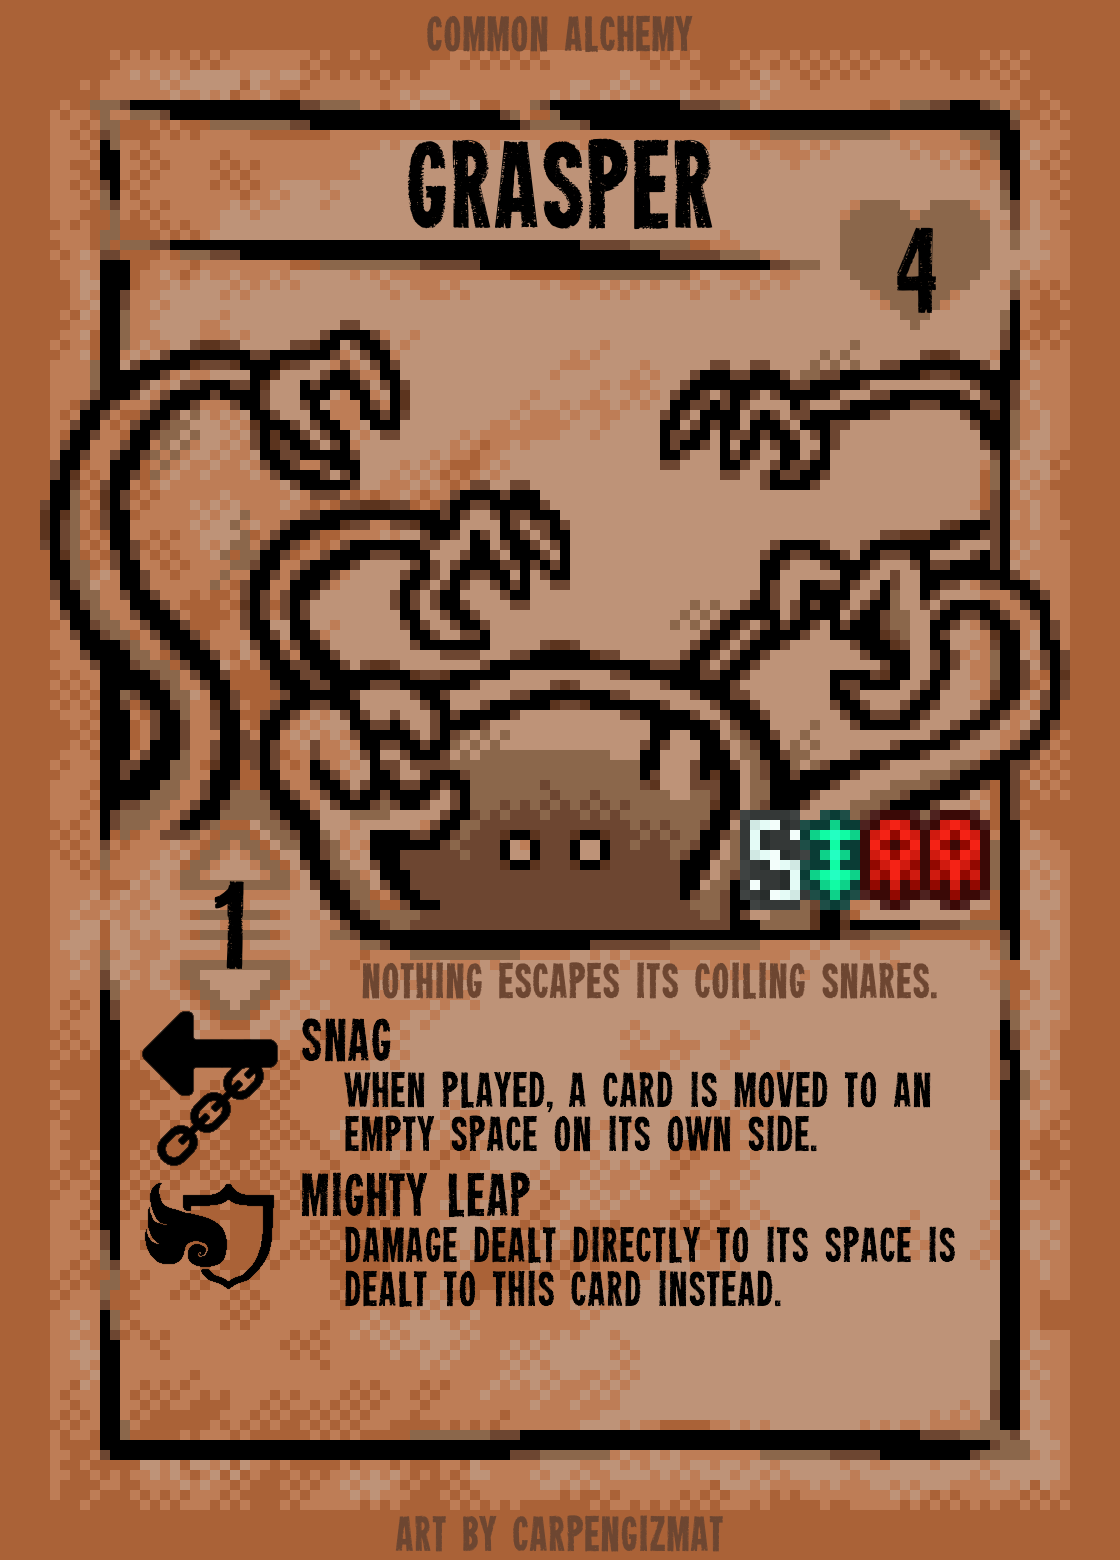 COMMON ALCHEMY
GRASPER
4
5
1
NOTHING ESCAPES ITS COILING SNARES.
SNAG
WHEN PLAYED, A CARD IS MOVED TO AN
EMPTY SPACE ON ITS OWN SIDE.
MIGHTY LEAP
DAMAGE DEALT DIRECTLY TO ITS SPACE IS
DEALT TO THIS CARD INSTEAD.
ART BY CARPENGIZMAT